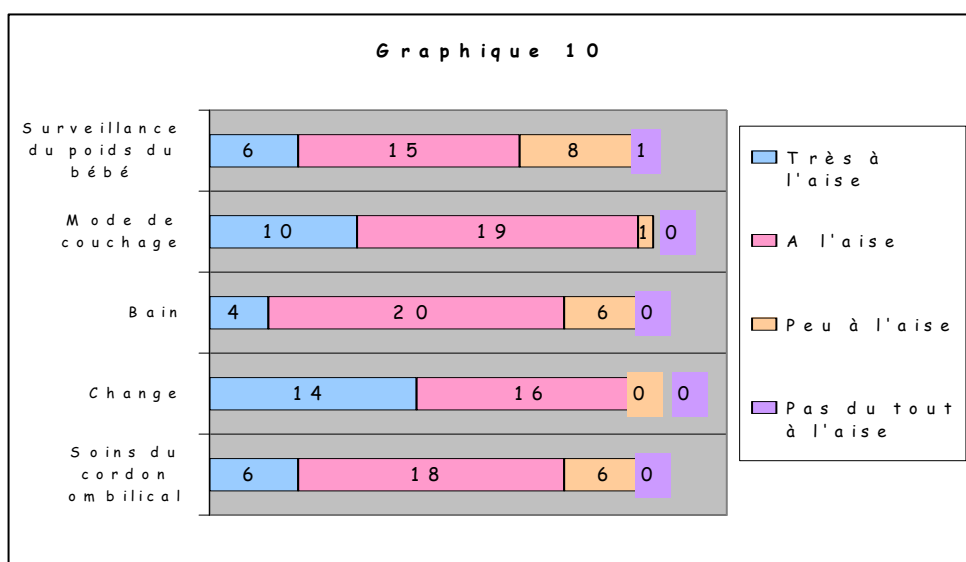 Graphique 10
Surveillance
du poids du
bébé
6 15 8 1
Mode de
couchage
10 19 1 0
Bain
4 20 6 0
Change
14 16 0 0
Soins du
cordon
ombilical
6 18 6 0
Très à
l'aise
A l'aise
Peu à l'aise
Pas du tout
à l'aise